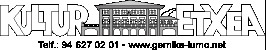 KULTUR ETXEA
Telf.: 94 627 02 01 - www.gernika-lumo.net